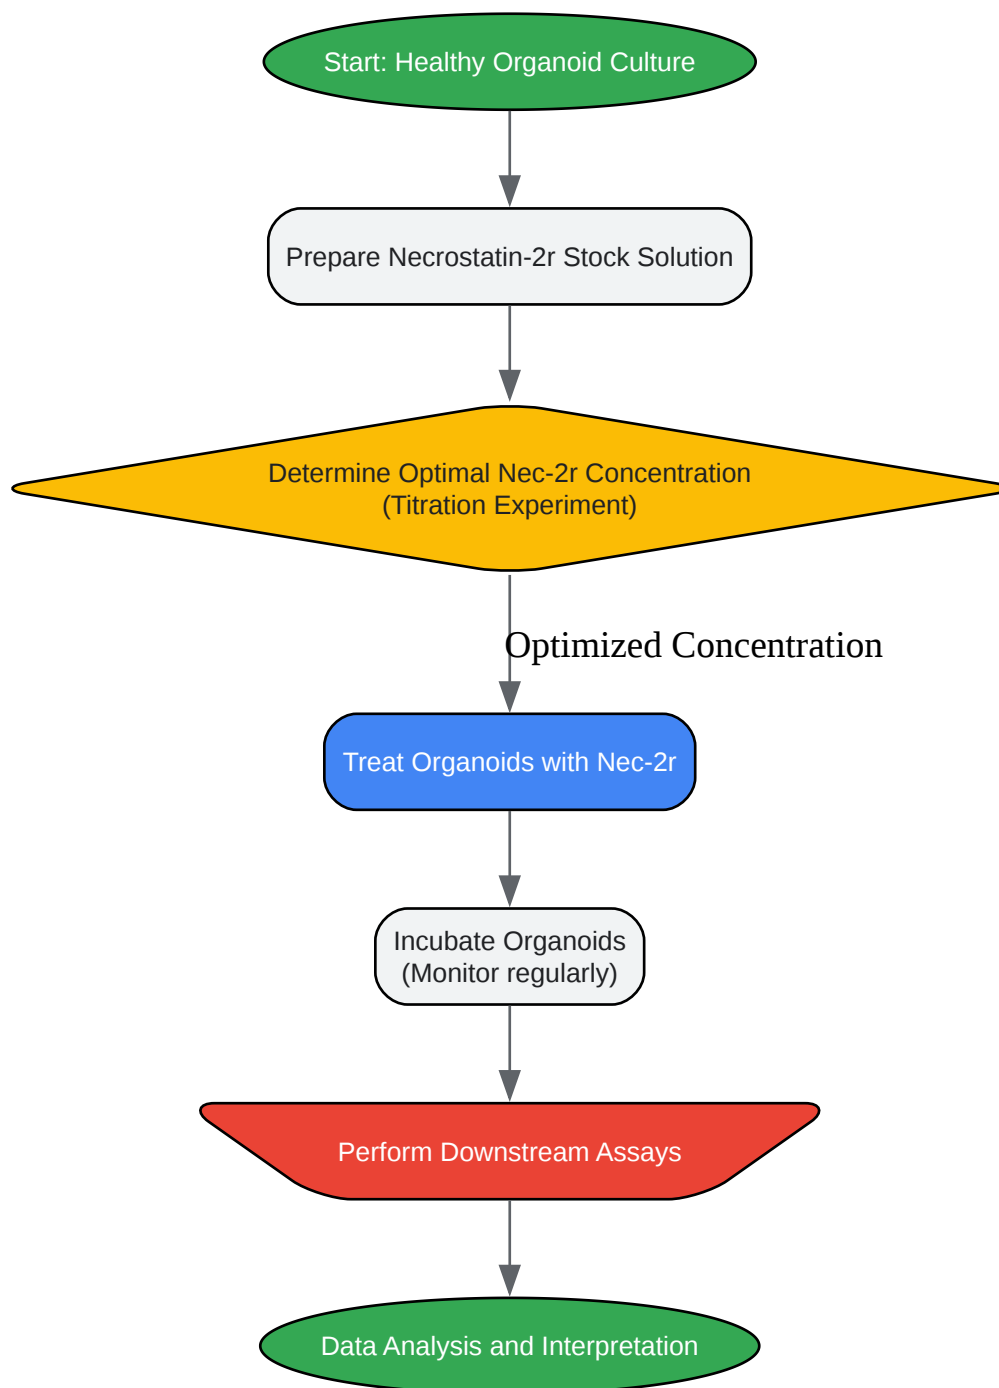 Start: Healthy Organoid Culture
Prepare Necrostatin-2r Stock Solution
Determine Optimal Nec-2r Concentration
(Titration Experiment)
Optimized Concentration
Treat Organoids with Nec-2r
Incubate Organoids
(Monitor regularly)
Perform Downstream Assays
Data Analysis and Interpretation